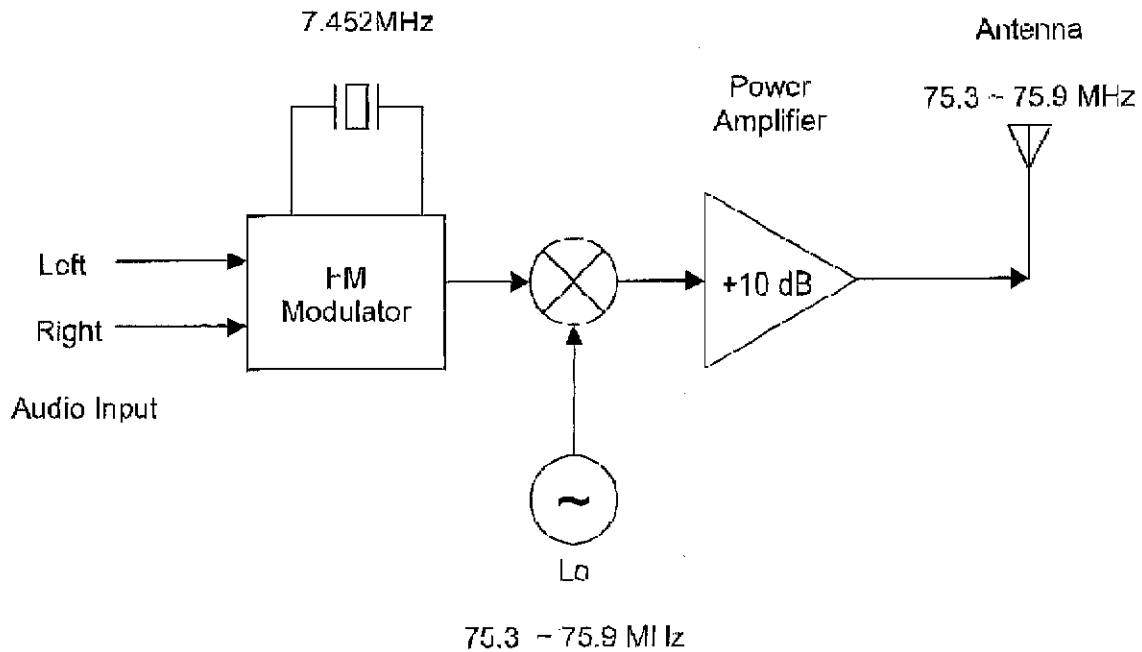 7.452MHz
Antenna
Power
Amplifier
75.3 ~ 75.9 MHz
Left
Right
FM
Modulator
+10 dB
Audio Input
~
Lo
75.3 ~ 75.9 MHz